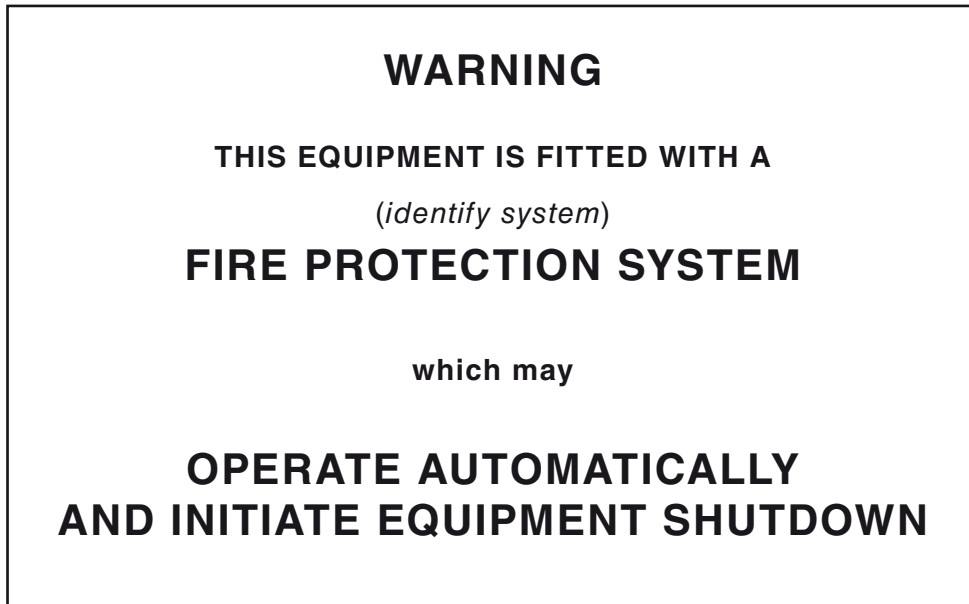 WARNING
THIS EQUIPMENT IS FITTED WITH A
(identify system)
FIRE PROTECTION SYSTEM
which may
OPERATE AUTOMATICALLY
AND INITIATE EQUIPMENT SHUTDOWN